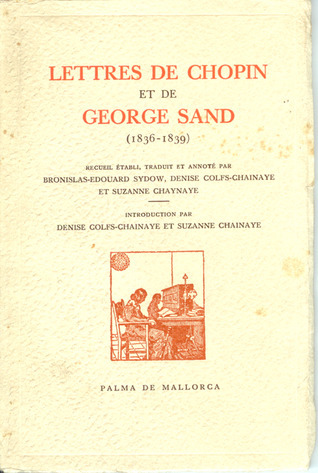 LETTRES DE CHOPIN
ET DE
GEORGE SAND
(1836-1839)
RECUEIL ÉTABLI, TRADUIT ET ANNOTÉ PAR
BRONISLAS-EDOUARD SYDOW, DENISE COLFS-CHAINAYE
ET SUZANNE CHAYNAYE
INTRODUCTION PAR
DENISE COLFS-CHAINAYE ET SUZANNE CHAINAYE
PALMA DE MALLORCA